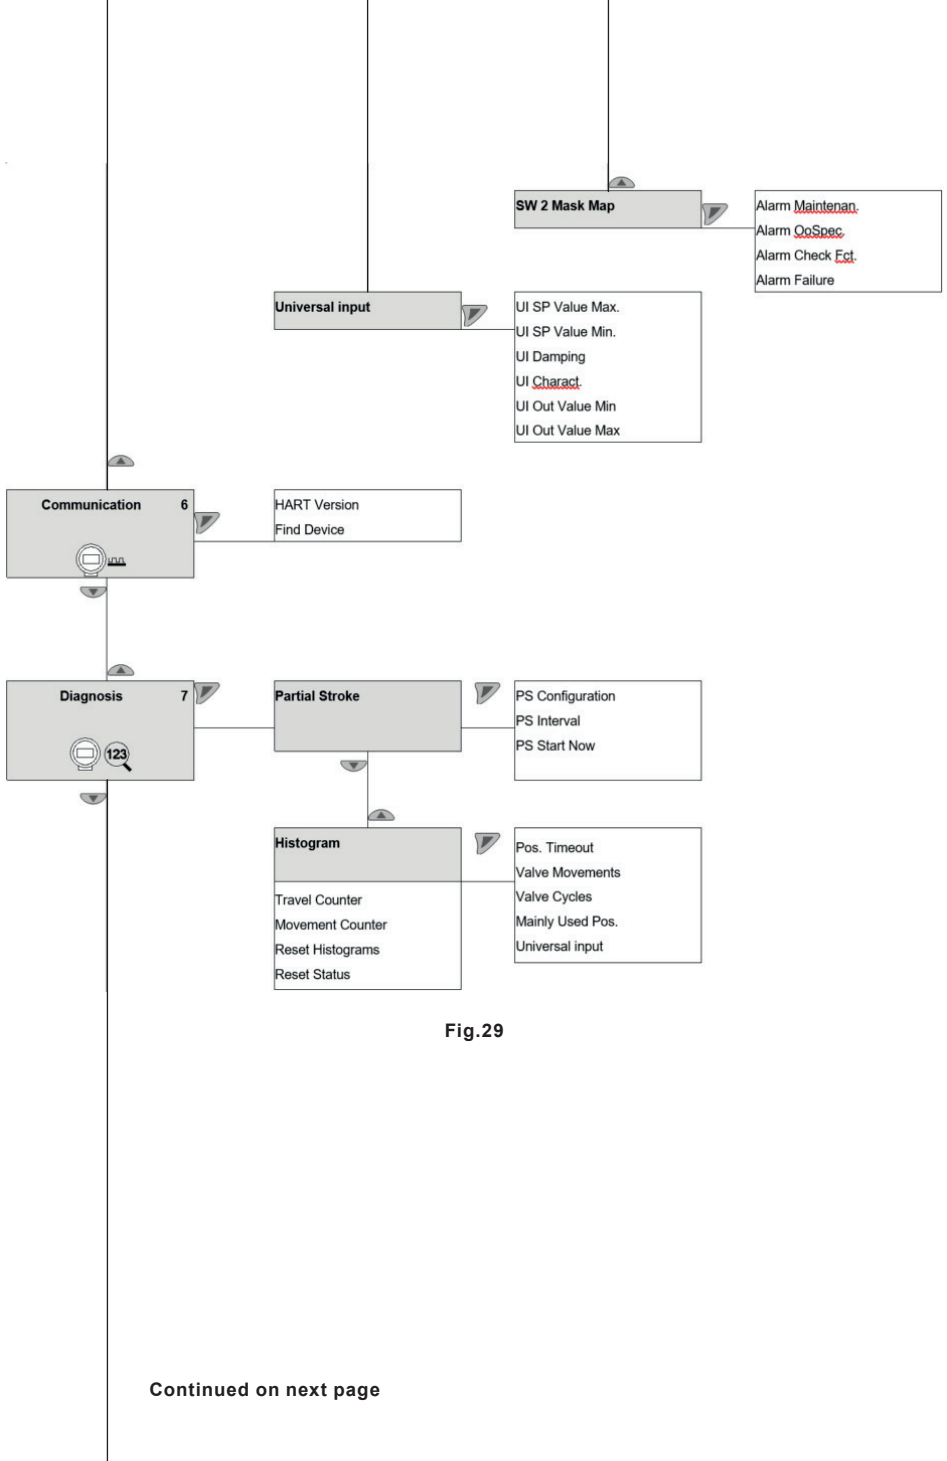 SW 2 Mask Map
Alarm Maintenan.
Alarm OoSpec.
Alarm Check Fct.
Alarm Failure
Universal input
UI SP Value Max.
UI SP Value Min.
UI Damping
UI Charact.
UI Out Value Min
UI Out Value Max
Communication 6
HART Version
Find Device
Diagnosis 7
123
Partial Stroke
PS Configuration
PS Interval
PS Start Now
Histogram
Travel Counter
Movement Counter
Reset Histograms
Reset Status
Pos. Timeout
Valve Movements
Valve Cycles
Mainly Used Pos.
Universal input
Fig.29
Continued on next page